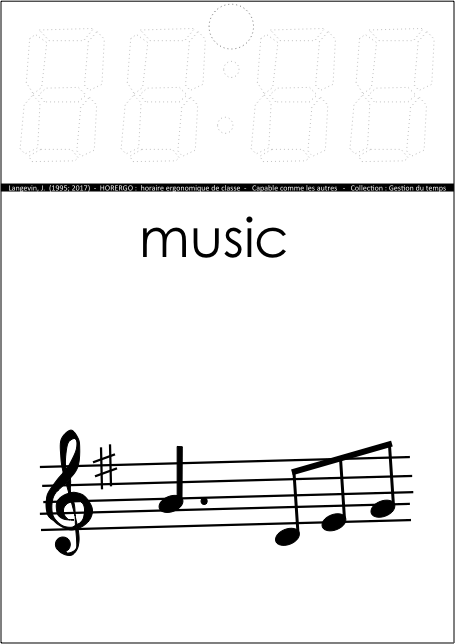 Langevin, J. (1995; 2017) - HORERGO : horaire ergonomique de classe - Capable comme les autres - Collection : Gestion du temps
music